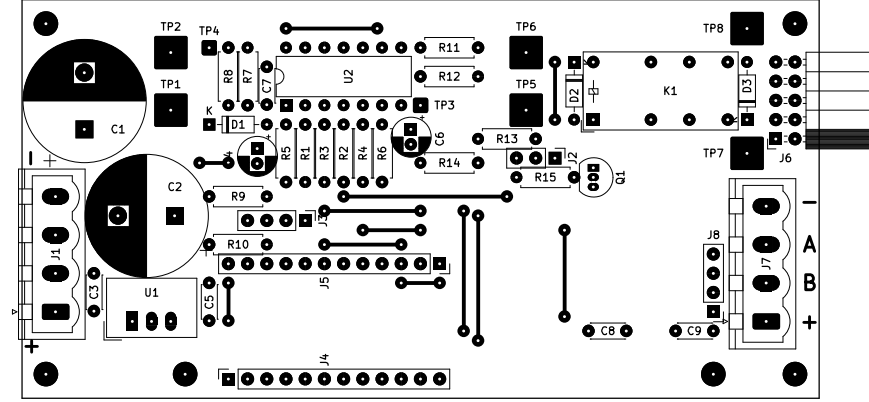 TP2
TP4
TP6
TP8
R11
R8
R7
C7
U2
R12
D2
K1
D3
TP1
TP3
TP5
K
D1
C1
R5
R1
R3
R2
R4
R6
C6
R13
J2
TP7
J6
R14
R15
Q1
C2
R9
J3
R10
J1
J5
J8
J7
-
A
B
+
C3
U1
C5
C8
C9
J4
-
+